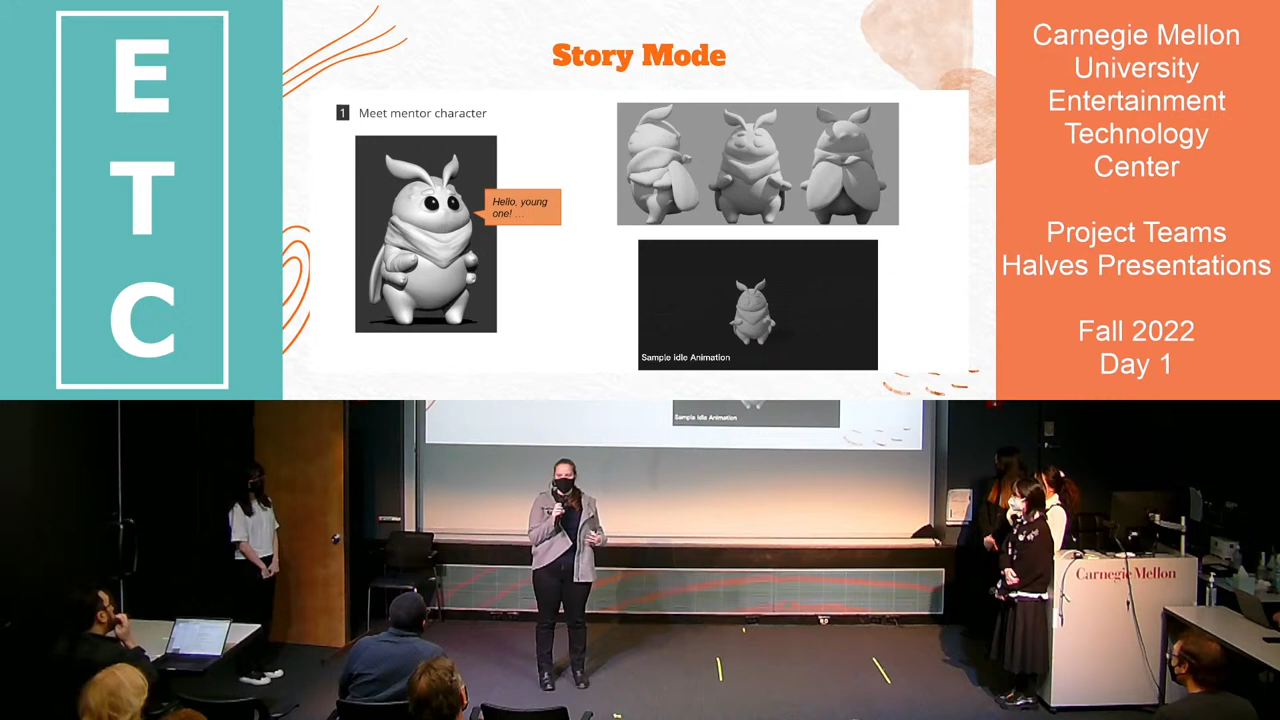 E
T
C
Story Mode
1 Meet mentor character
Hello, young
one! ...
Sample idle Animation
Carnegie Mellon
University
Entertainment
Technology
Center
Project Teams
Halves Presentations
Fall 2022
Day 1
Sample idle Animation
Carnegie Mellon